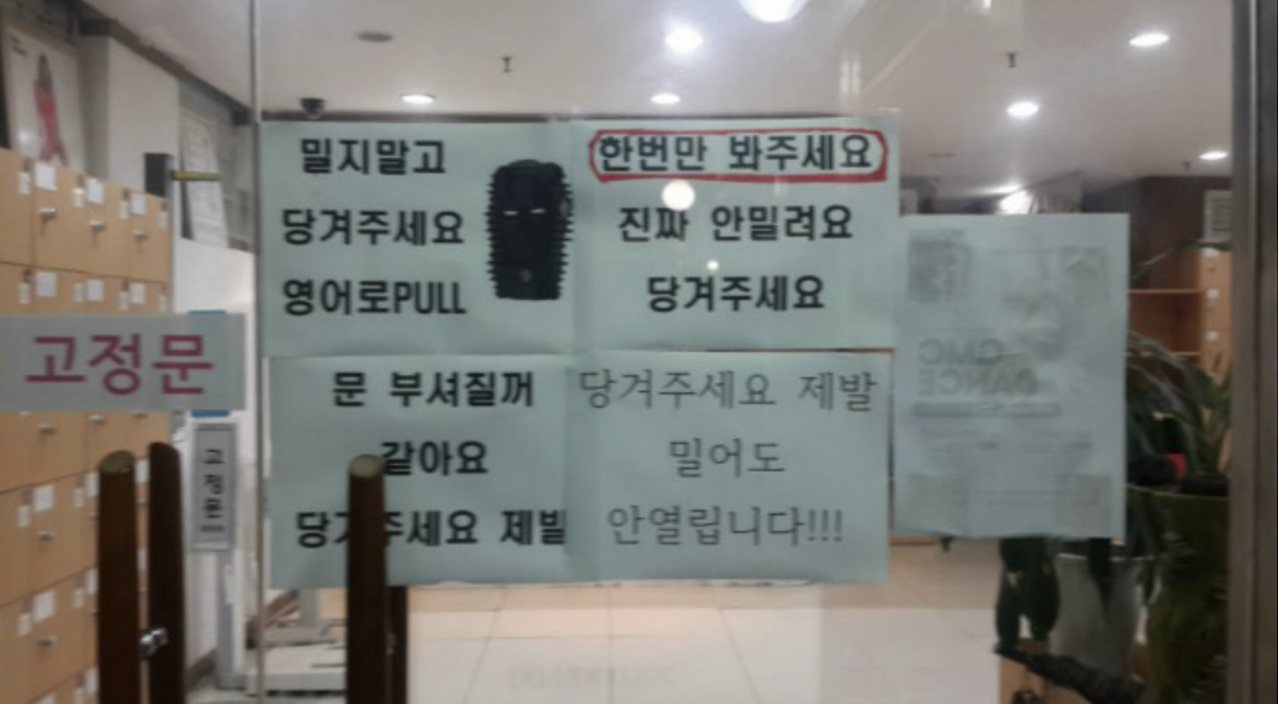 밀지말고
당겨주세요
영어로PULL
한번만 봐주세요
진짜 안밀려요
당겨주세요
고정문
문 부셔질꺼
같아요
당겨주세요 제발
당겨주세요 제발
밀어도
안열립니다!!!
고정문
CMC
DANCE